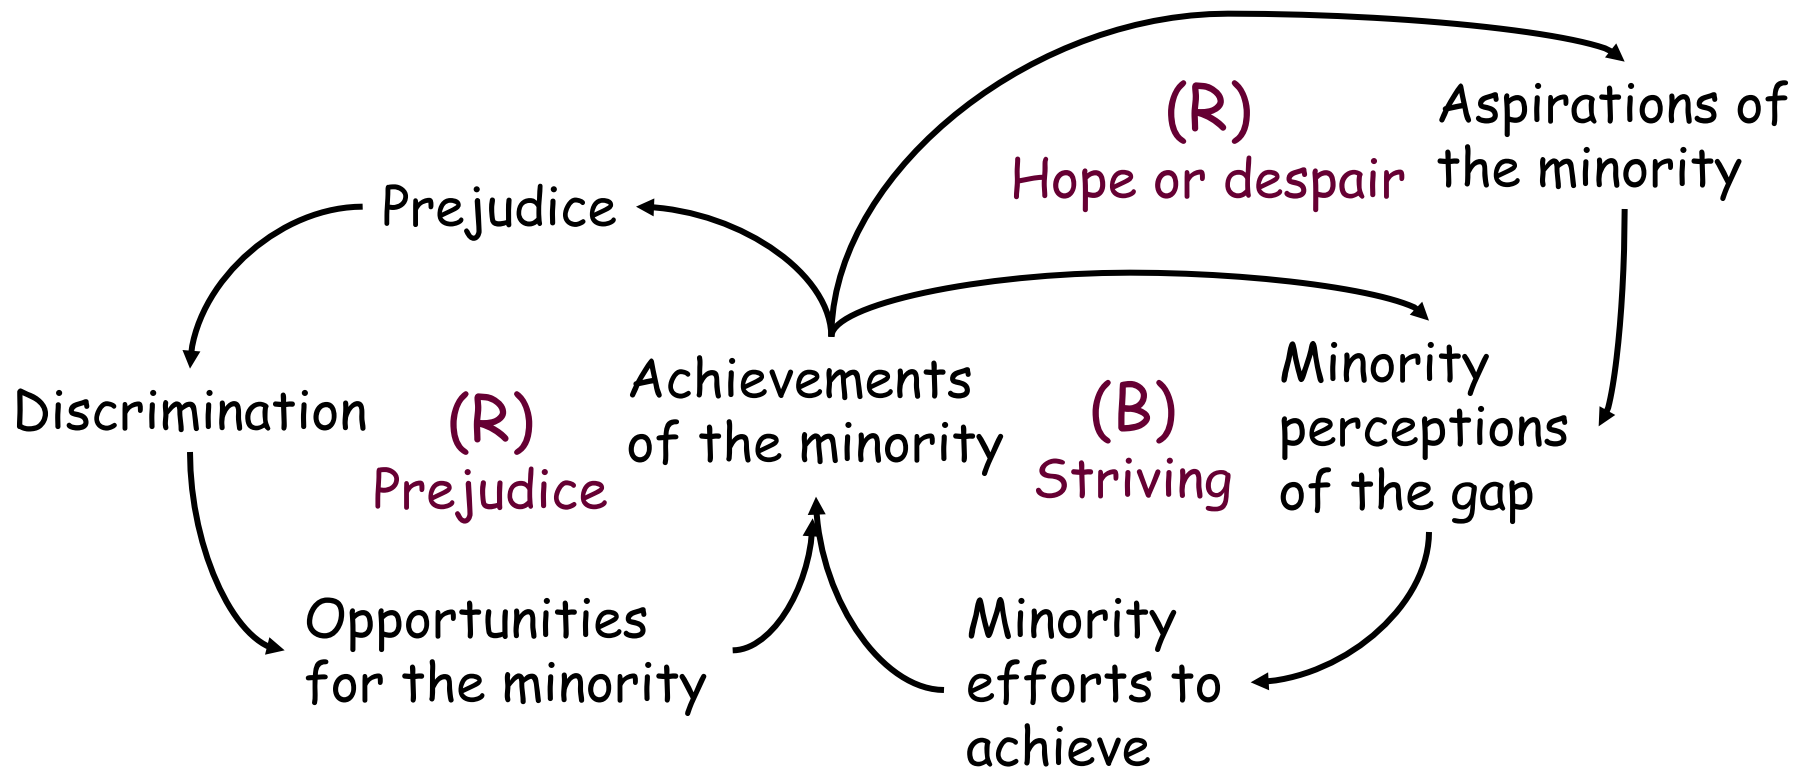 (R)
Hope or despair
Aspirations of
the minority
Prejudice
Discrimination
(R)
Prejudice
Achievements
of the minority
(B)
Striving
Minority
perceptions
of the gap
Opportunities
for the minority
Minority
efforts to
achieve